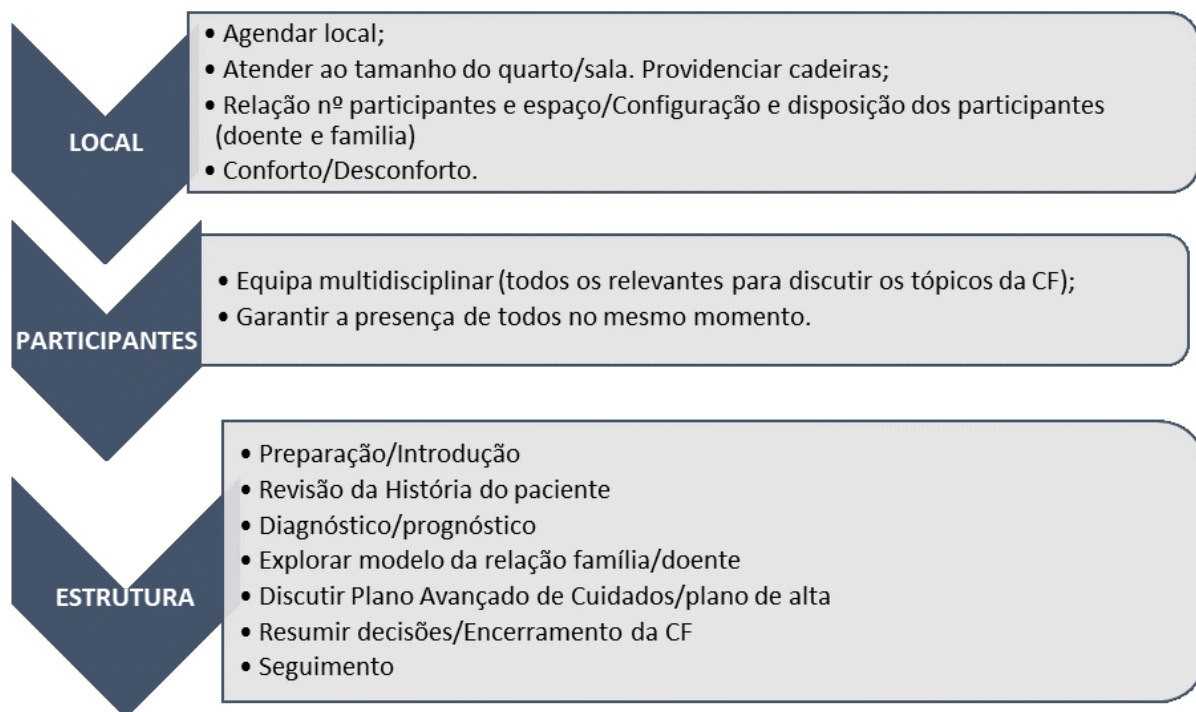 LOCAL
• Agendar local;
• Atender ao tamanho do quarto/sala. Providenciar cadeiras;
• Relação nº participantes e espaço/Configuração e disposição dos participantes
(doente e familia)
• Conforto/Desconforto.
PARTICIPANTES
• Equipa multidisciplinar (todos os relevantes para discutir os tópicos da CF);
• Garantir a presença de todos no mesmo momento.
ESTRUTURA
• Preparação/Introdução
• Revisão da História do paciente
• Diagnóstico/prognóstico
• Explorar modelo da relação família/doente
• Discutir Plano Avançado de Cuidados/plano de alta
• Resumir decisões/Encerramento da CF
• Seguimento